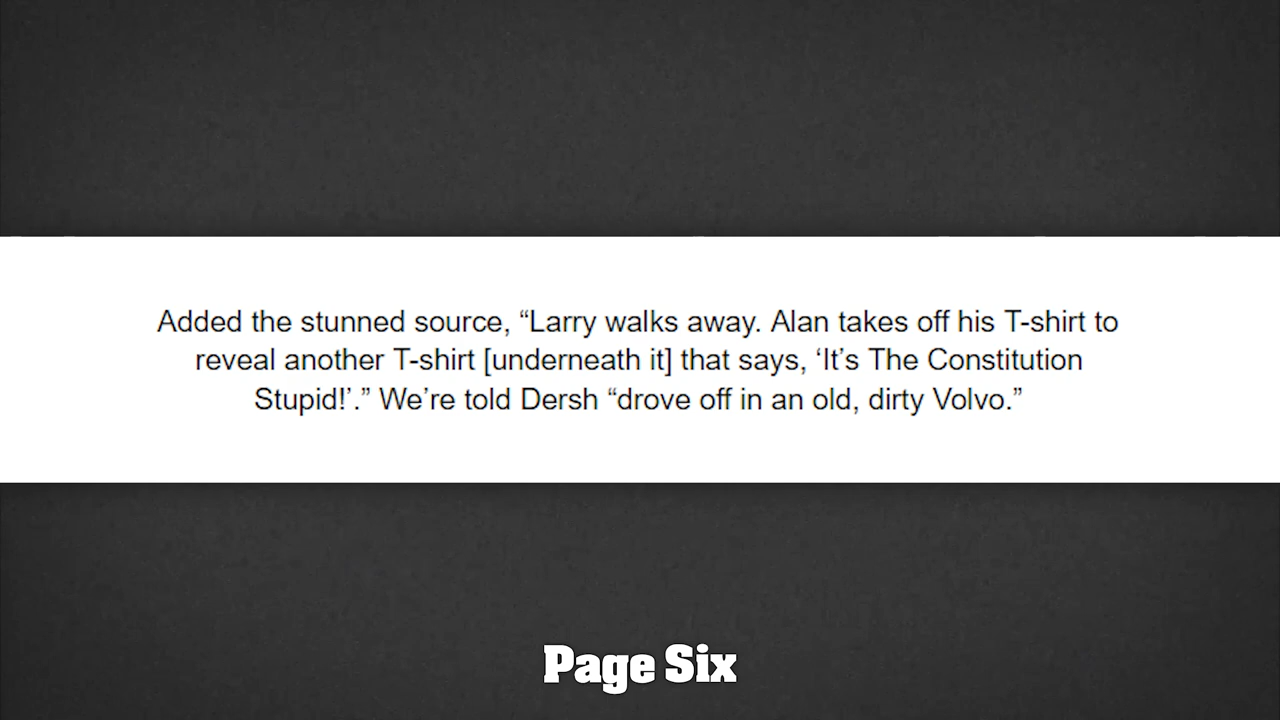 Added the stunned source, “Larry walks away. Alan takes off his T-shirt to
reveal another T-shirt [underneath it] that says, ‘It’s The Constitution
Stupid!’.” We’re told Dersh “drove off in an old, dirty Volvo.”
Page Six